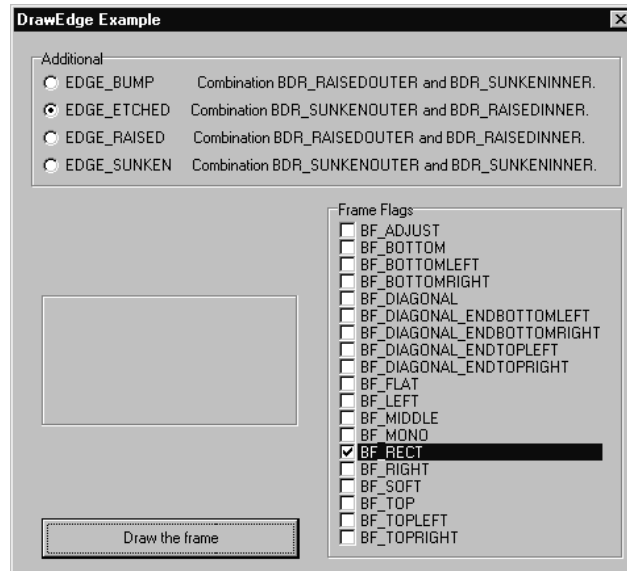 DrawEdge Example
Additional
EDGE_BUMP Combination BDR_RAISEDOUTER and BDR_SUNKENINNER.
EDGE_ETCHED Combination BDR_SUNKENOUTER and BDR_RAISEDINNER.
EDGE_RAISED Combination BDR_RAISEDOUTER and BDR_RAISEDINNER.
EDGE_SUNKEN Combination BDR_SUNKENOUTER and BDR_SUNKENINNER.
Frame Flags
BF_ADJUST
BF_BOTTOM
BF_BOTTOMLEFT
BF_BOTTOMRIGHT
BF_DIAGONAL
BF_DIAGONAL_ENDBOTTOMLEFT
BF_DIAGONAL_ENDBOTTOMRIGHT
BF_DIAGONAL_ENDTOPLEFT
BF_DIAGONAL_ENDTOPRIGHT
BF_FLAT
BF_LEFT
BF_MIDDLE
BF_MONO
BF_RECT
BF_RIGHT
BF_SOFT
BF_TOP
BF_TOPLEFT
BF_TOPRIGHT
Draw the frame